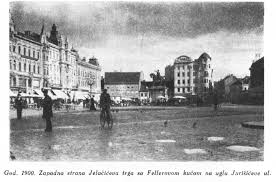 God. 1900. Zapadna strana Jelačićeva trga sa Fellerovom kućom na uglu Jurišićeve ul.